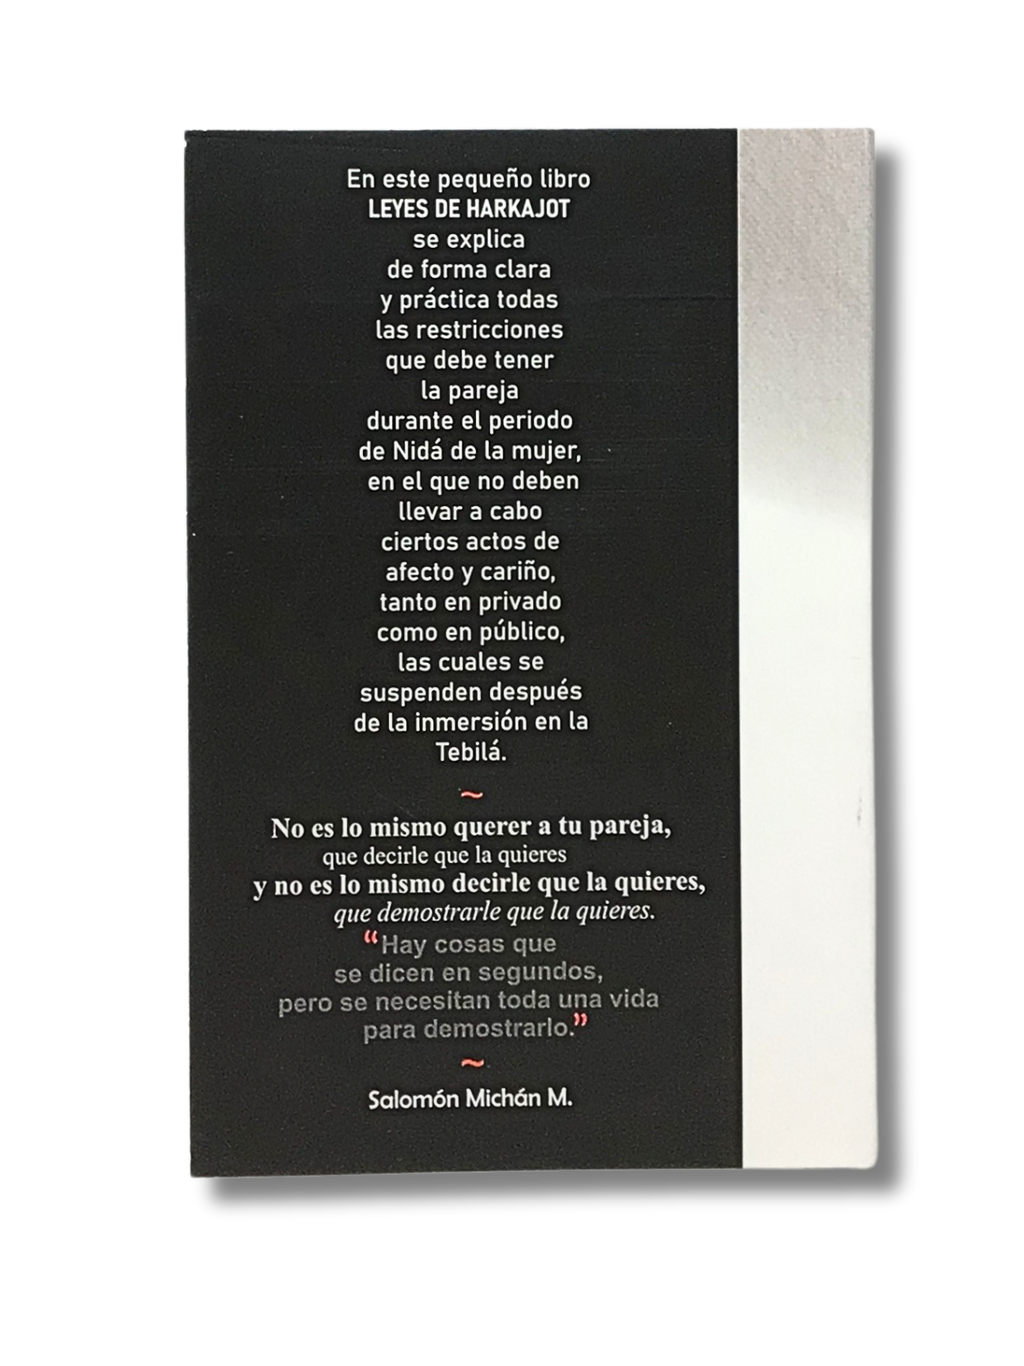 En este pequeño libro
LEYES DE HARKAJOT
se explica
de forma clara
y práctica todas
las restricciones
que debe tener
la pareja
durante el periodo
de Nidá de la mujer,
en el que no deben
llevar a cabo
ciertos actos de
afecto y cariño,
tanto en privado
como en público,
las cuales se
suspenden después
de la inmersión en la
Tebilá.
~
No es lo mismo querer a tu pareja,
que decirle que la quieres
y no es lo mismo decirle que la quieres,
que demostrarle que la quieres.
“Hay cosas que
se dicen en segundos,
pero se necesitan toda una vida
para demostrarlo.”
~
Salomón Michán M.